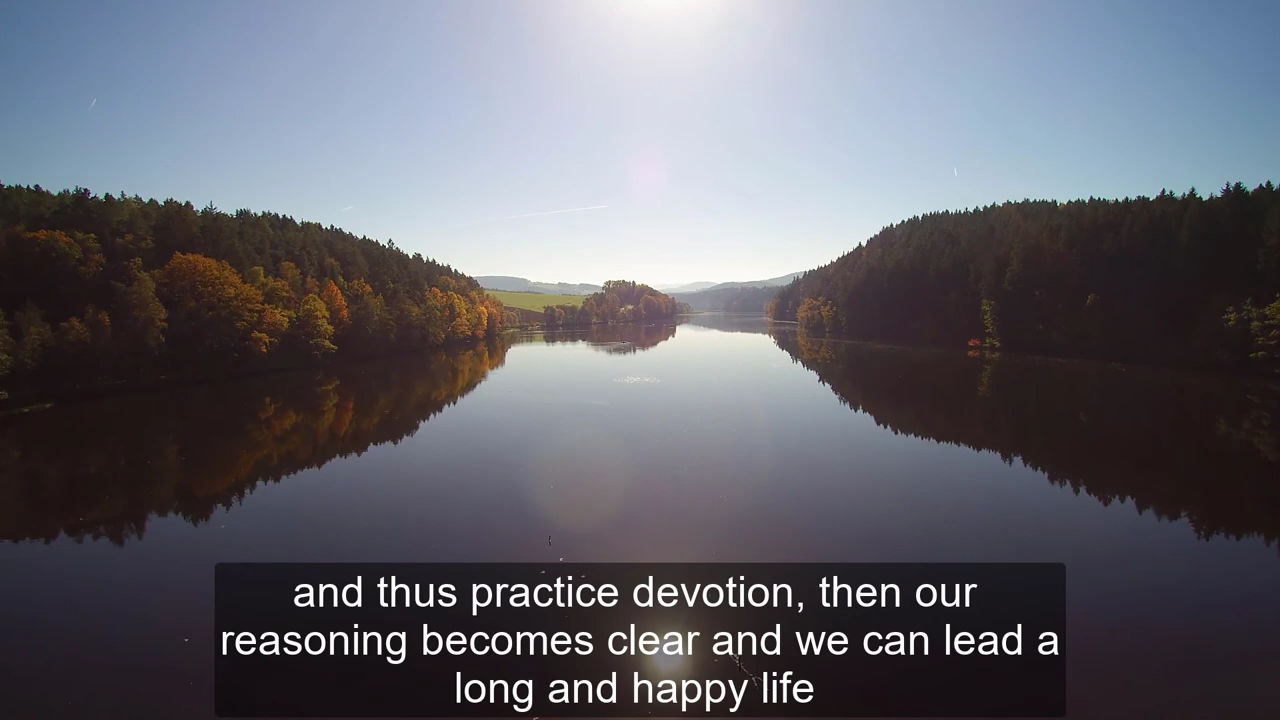 and thus practice devotion, then our
reasoning becomes clear and we can lead a
long and happy life